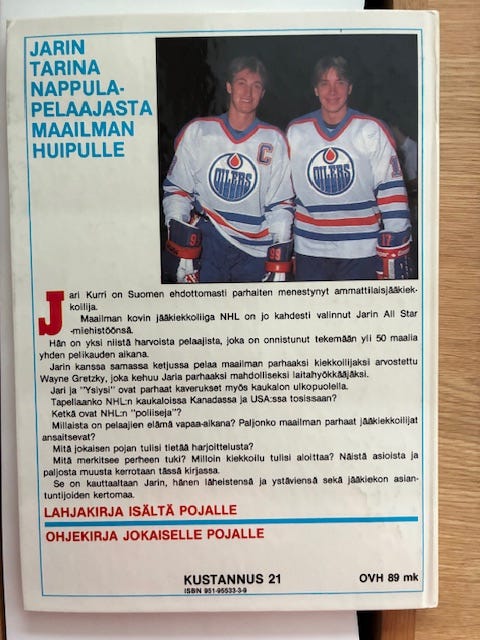 JARIN
TARINA
NAPPULA-
PELAAJASTA
MAAILMAN
HUIPULLE
C
OILERS
OILERS
Jari Kurri on Suomen ehdottomasti parhaiten menestynyt ammattilaisjääkiek-
koilija.
Maailman kovin jääkiekkoliiga NHL on jo kahdesti valinnut Jarin All Star
-miehistöönsä.
Hän on yksi niistä harvoista pelaajista, joka on onnistunut tekemään yli 50 maalia
yhden pelikauden aikana.
Jarin kanssa samassa ketjussa pelaa maailman parhaaksi kiekkoilijaksi arvostettu
Wayne Gretzky, joka kehuu Jaria parhaaksi mahdolliseksi laitahyökkääjäksi.
Jari ja "Ysiysi" ovat parhaat kaverukset myös kaukalon ulkopuolella.
Tapellaanko NHL:n kaukaloissa Kanadassa ja USA:ssa tosissaan?
Ketkä ovat NHL:n "poliiseja"?
Millaista on pelaajien elämä vapaa-aikana? Paljonko maailman parhaat jääkiekkoilijat
ansaitsevat?
Mitä jokaisen pojan tulisi tietää harjoittelusta?
Mitä merkitsee perheen tuki? Milloin kiekkoilu tulisi aloittaa? Näistä asioista ja
paljosta muusta kerrotaan tässä kirjassa.
Se on kauttaaltaan Jarin, hänen läheistensä ja ystäviensä sekä jääkiekon asian-
tuntijoiden kertomaa.
LAHJAKIRJA ISÄLTÄ POJALLE
OHJEKIRJA JOKAISELLE POJALLE
KUSTANNUS 21
OVH 89 mk
ISBN 951-95533-3-9